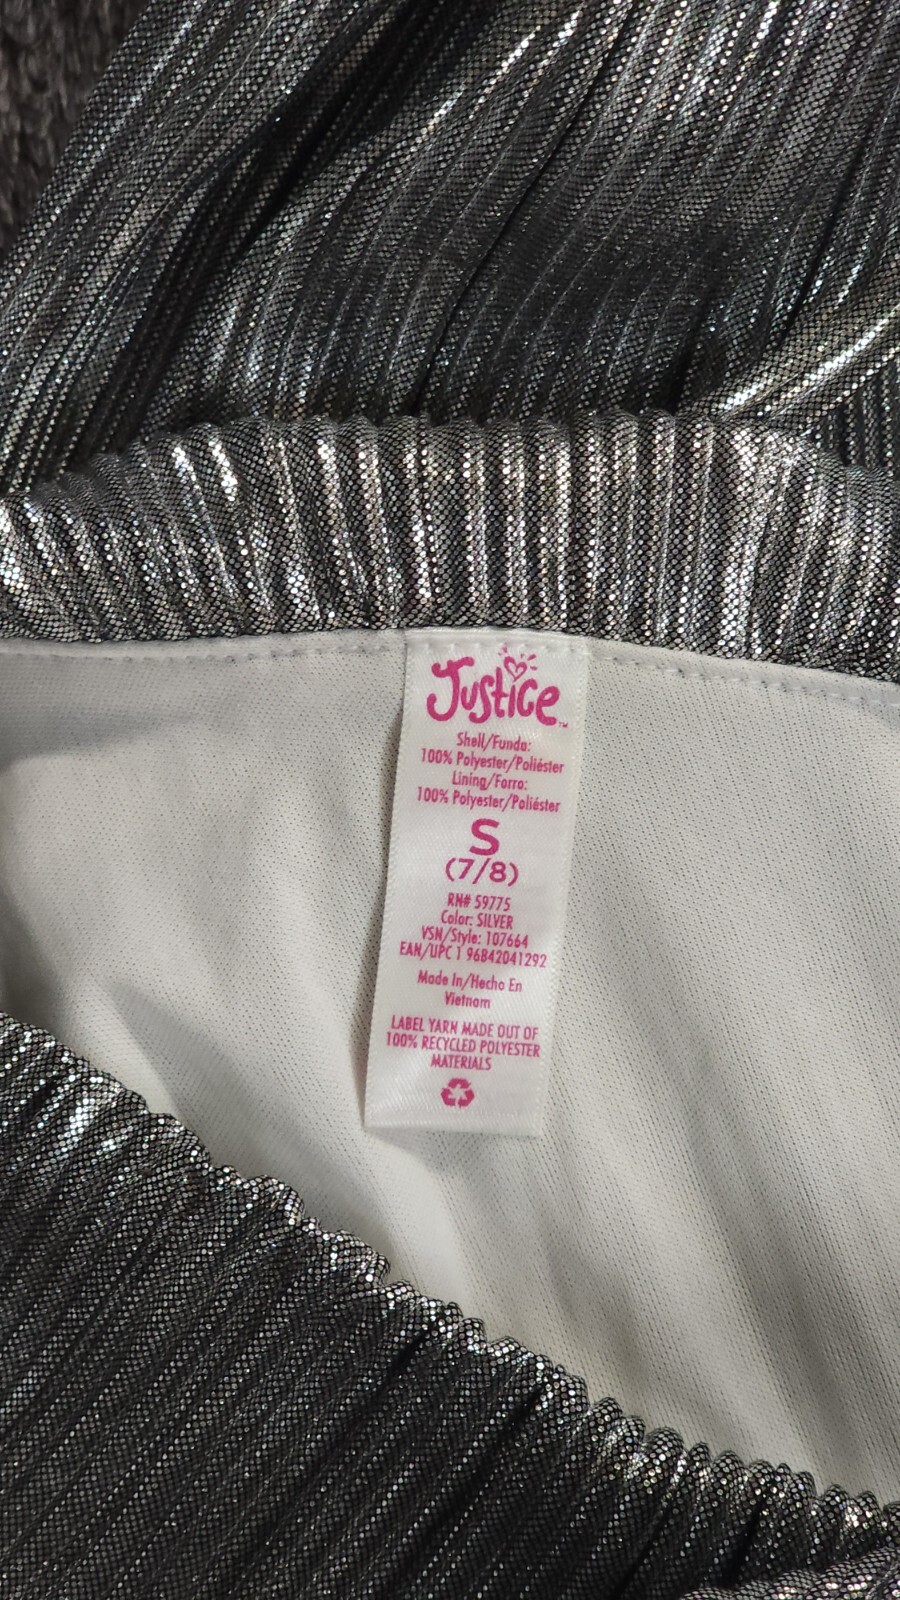 Justice™
Shell/Funda:
100% Polyester/Poliéster
Lining/Forro:
100% Polyester/Poliéster
S
(7/8)
RN# 59775
Color: SILVER
VSN/Style: 107664
EAN/UPC 1 96842041292
Made In/Hecho En
Vietnam
LABEL YARN MADE OUT OF
100% RECYCLED POLYESTER
MATERIALS